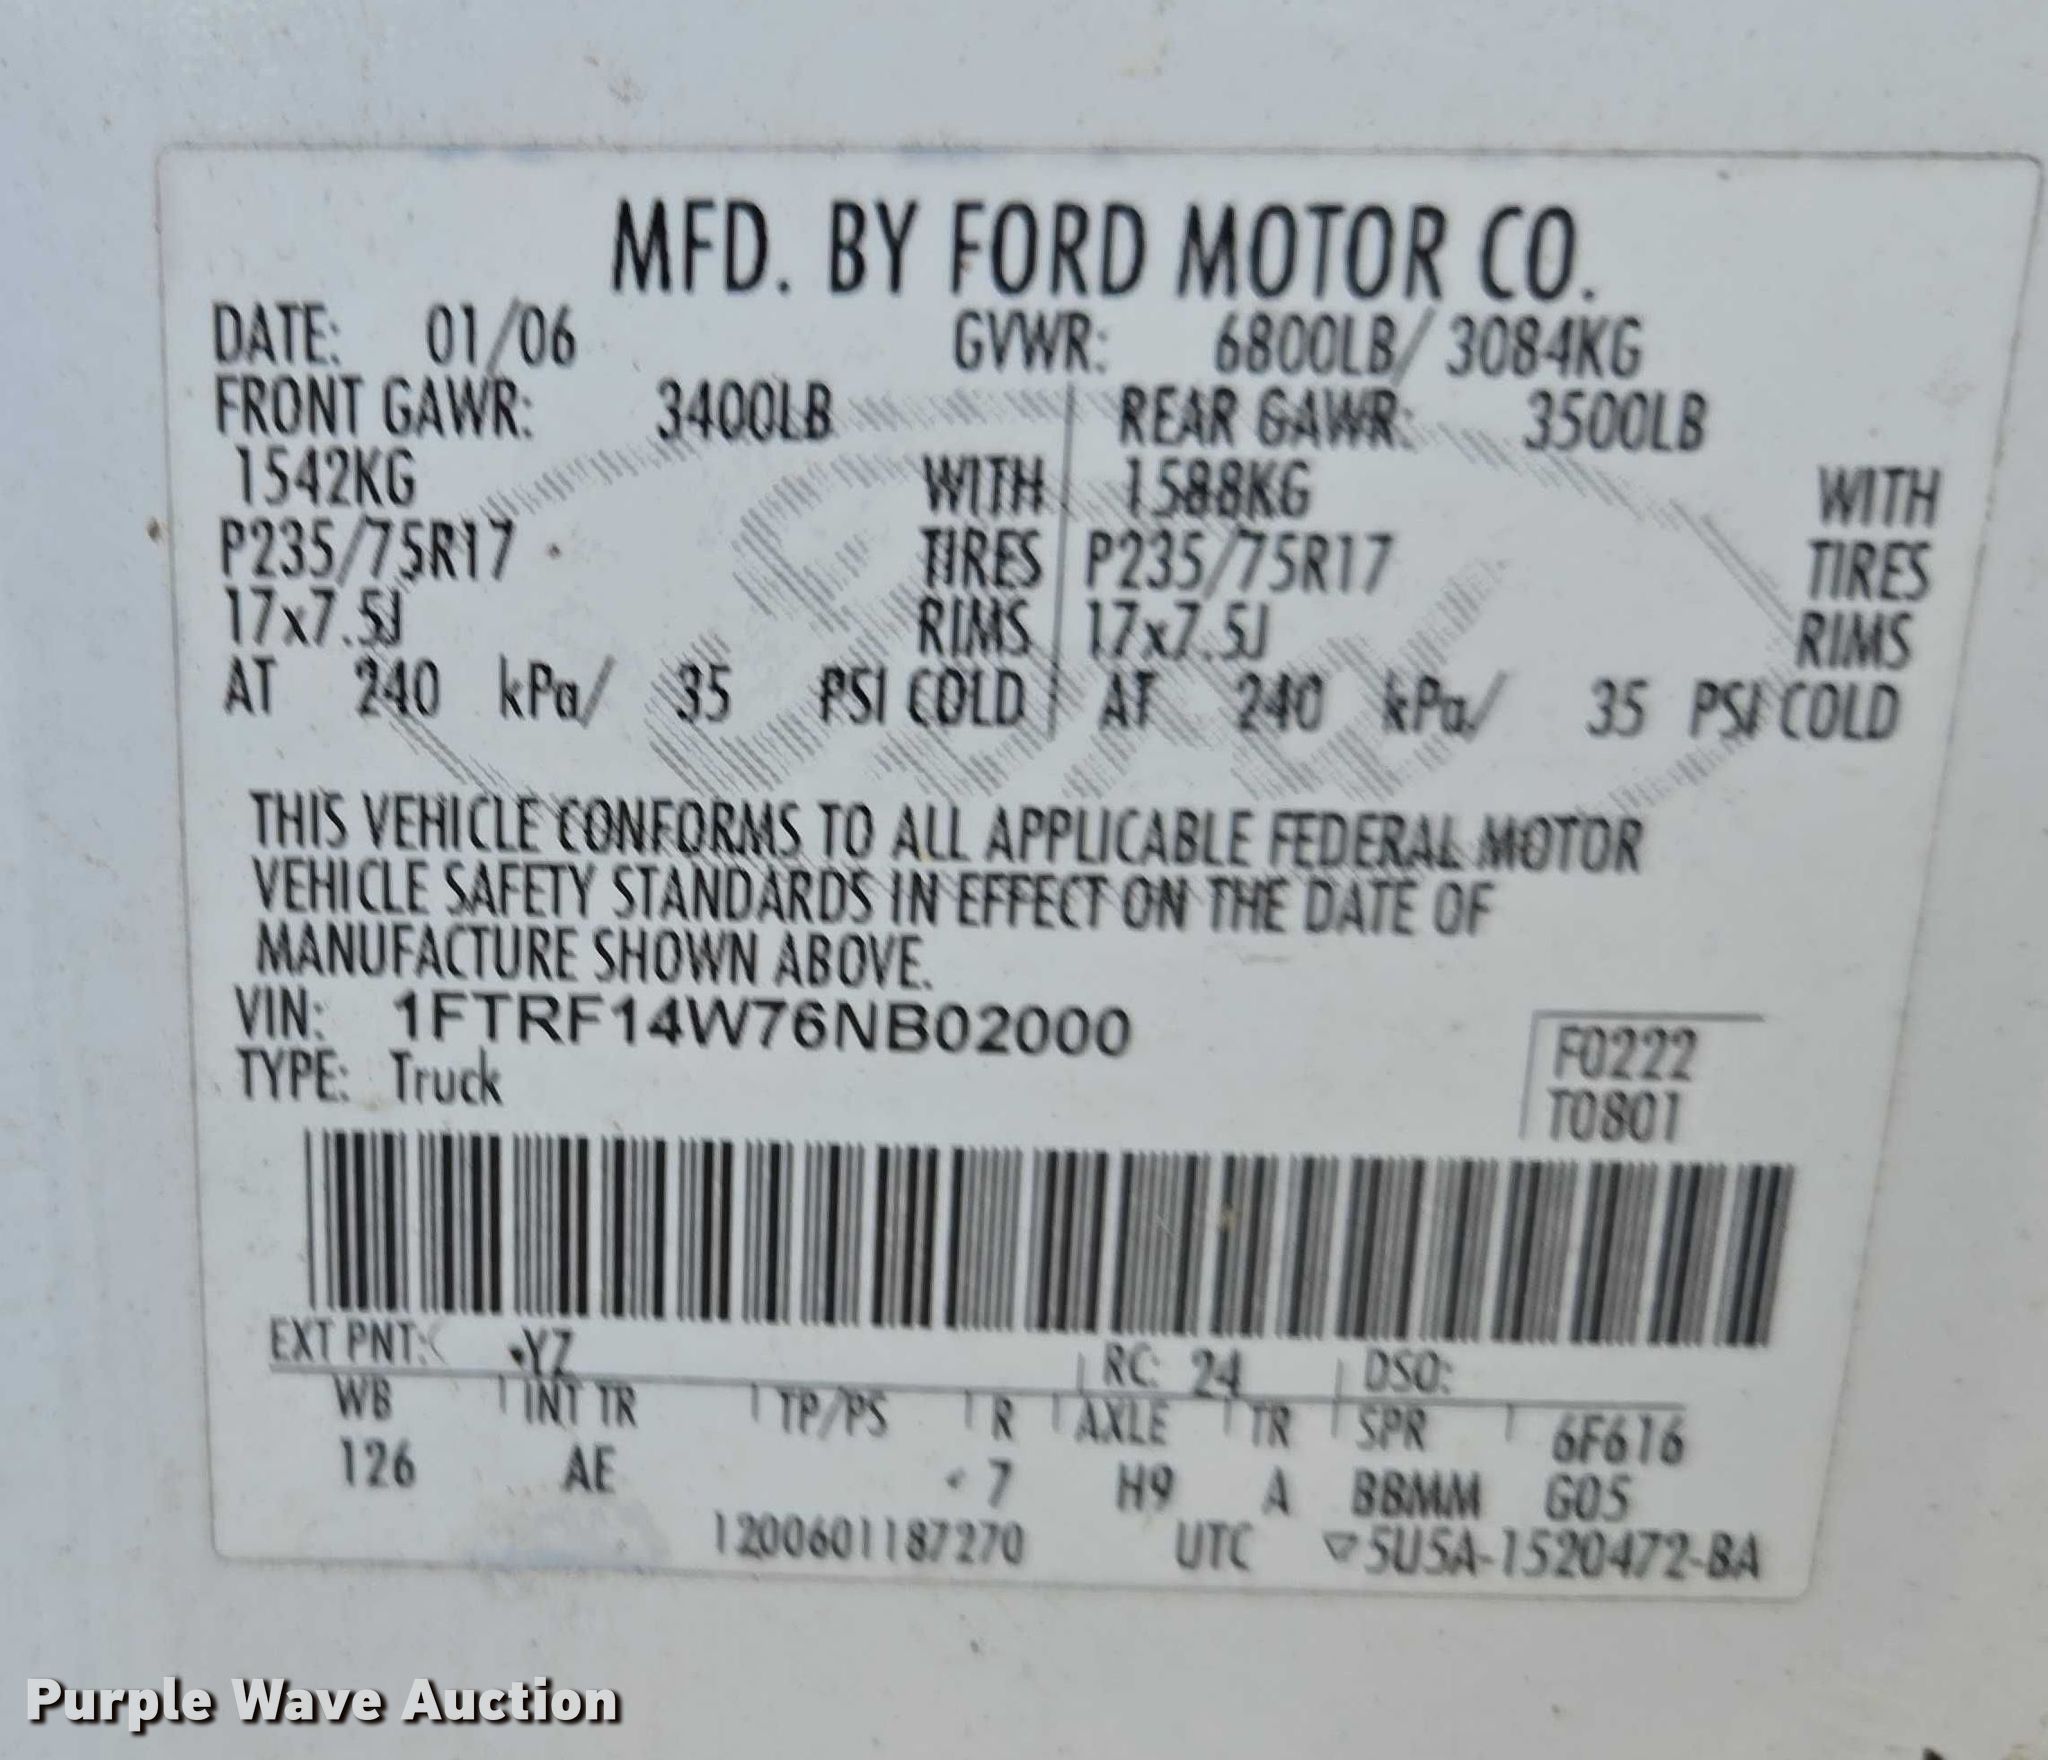 MFD. BY FORD MOTOR CO.
DATE: 01/06 GVWR: 6800LB/ 3084KG
FRONT GAWR: 3400LB REAR GAWR: 3500LB
1542KG WITH 1588KG WITH
P235/75R17 TIRES P235/75R17 TIRES
17x7.5J RIMS 17x7.5J RIMS
AT 240 kPa/ 35 PSI COLD AT 240 kPa/ 35 PSI COLD
THIS VEHICLE CONFORMS TO ALL APPLICABLE FEDERAL MOTOR
VEHICLE SAFETY STANDARDS IN EFFECT ON THE DATE OF
MANUFACTURE SHOWN ABOVE.
VIN: 1FTRF14W76NB02000
TYPE: Truck
F0222
T0801
EXT PNT: YZ RC: 24 DSO:
WB INT TR TP/PS R AXLE TR SPR 6F616
126 AE 7 H9 A BBMM G05
1200601187270 UTC ▽5U5A-1520472-BA
Purple Wave Auction